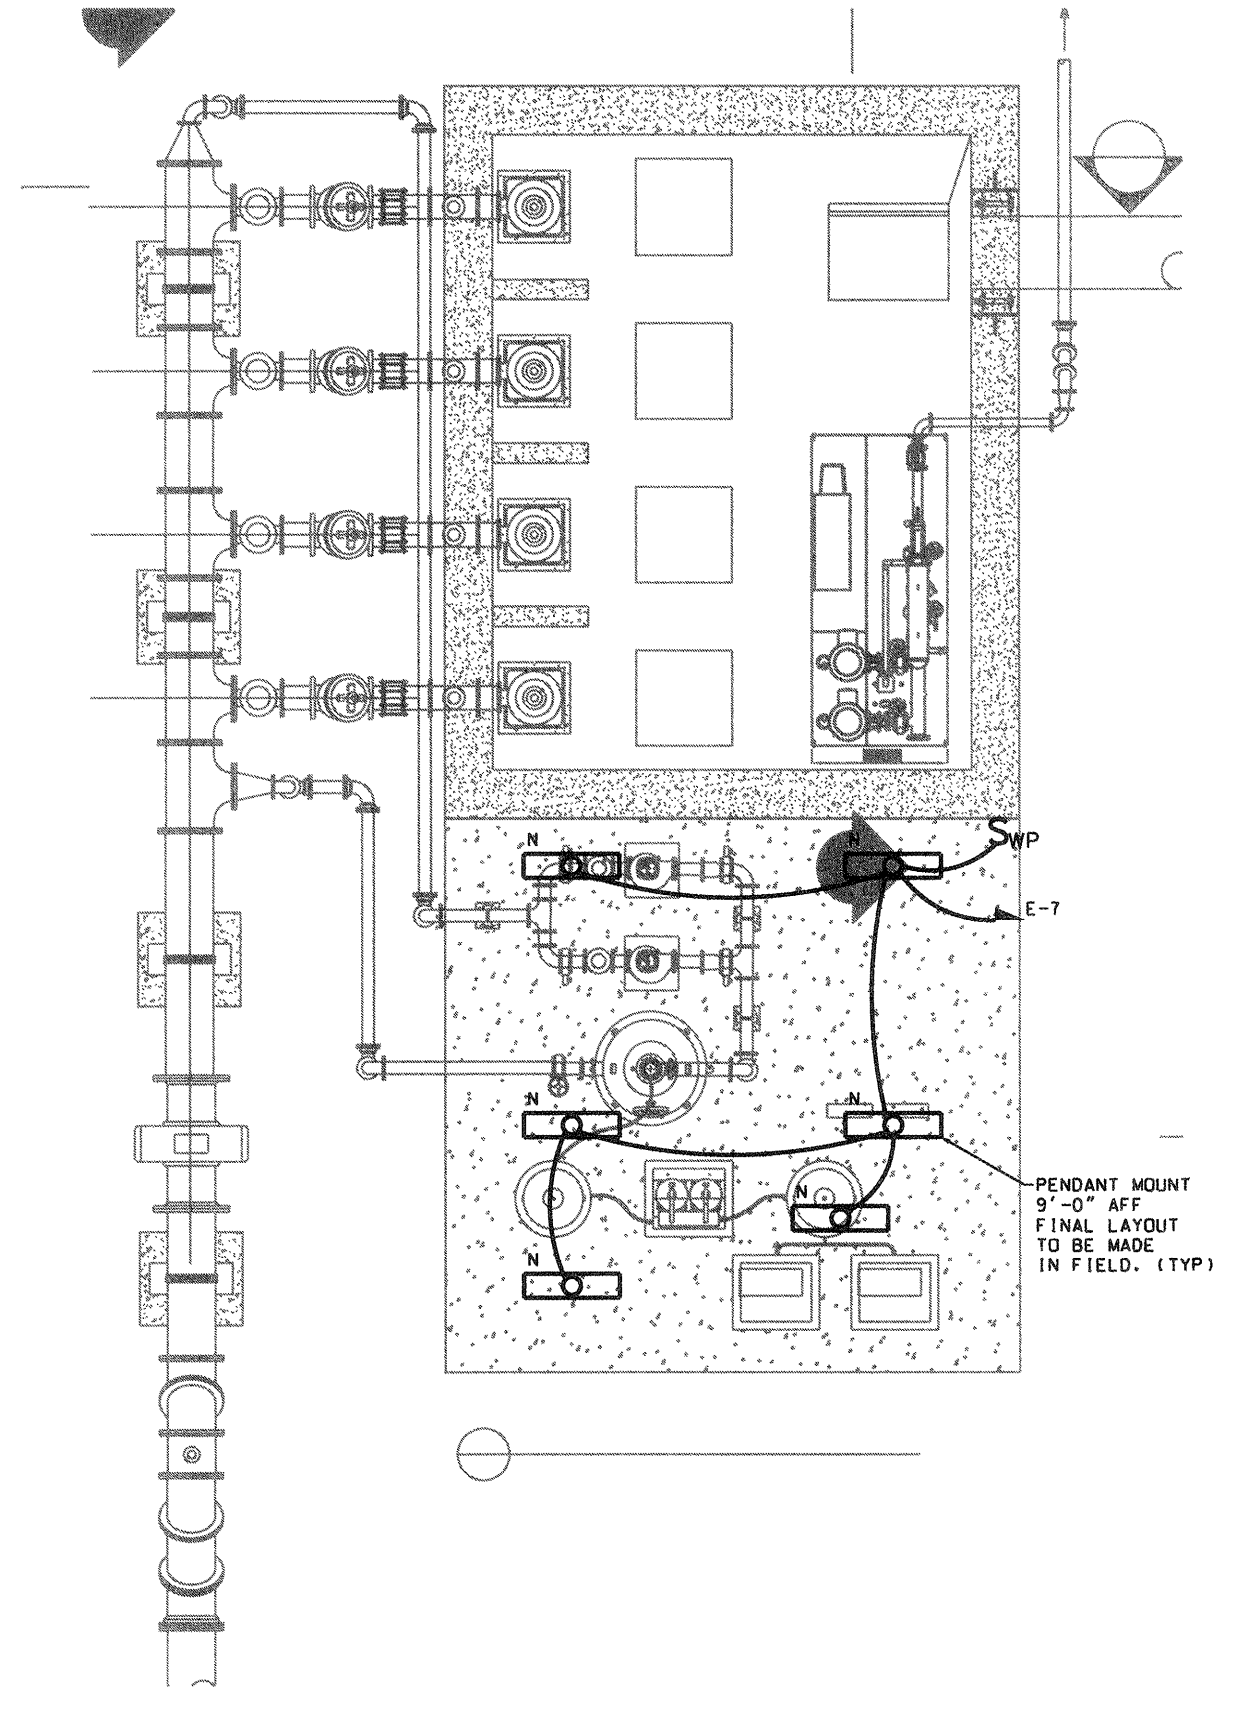 N
N
SWP
E-7
N
N
PENDANT MOUNT
9'-0" AFF
FINAL LAYOUT
TO BE MADE
IN FIELD. (TYP)
N
N